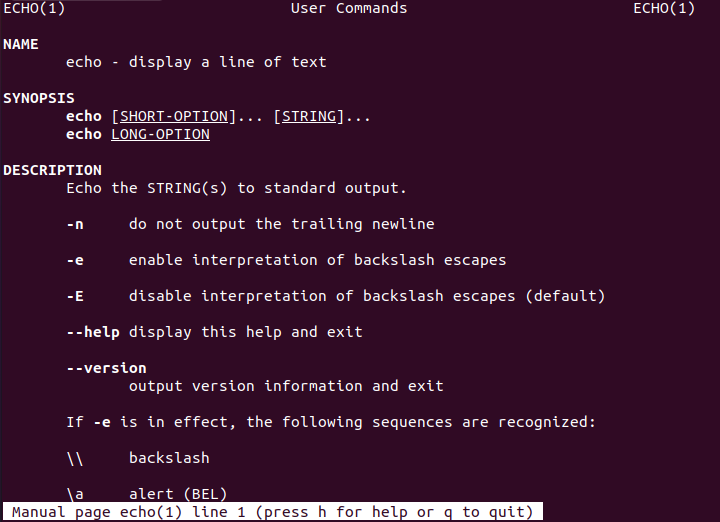 ECHO(1) User Commands ECHO(1)
NAME
echo - display a line of text
SYNOPSIS
echo [SHORT-OPTION]... [STRING]...
echo LONG-OPTION
DESCRIPTION
Echo the STRING(s) to standard output.
-n do not output the trailing newline
-e enable interpretation of backslash escapes
-E disable interpretation of backslash escapes (default)
--help display this help and exit
--version
output version information and exit
If -e is in effect, the following sequences are recognized:
\\ backslash
\a alert (BEL)
Manual page echo(1) line 1 (press h for help or q to quit)